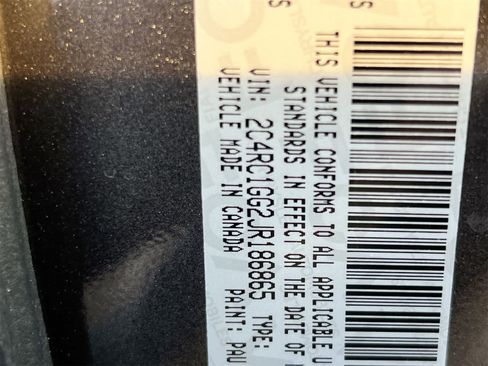 THIS VEHICLE CONFORMS TO ALL APPLICABLE U
STANDARDS IN EFFECT ON THE DATE OF
VIN: 2C4RC1GG2JR186865 TYPE:
VEHICLE MADE IN CANADA PAINT: PAU